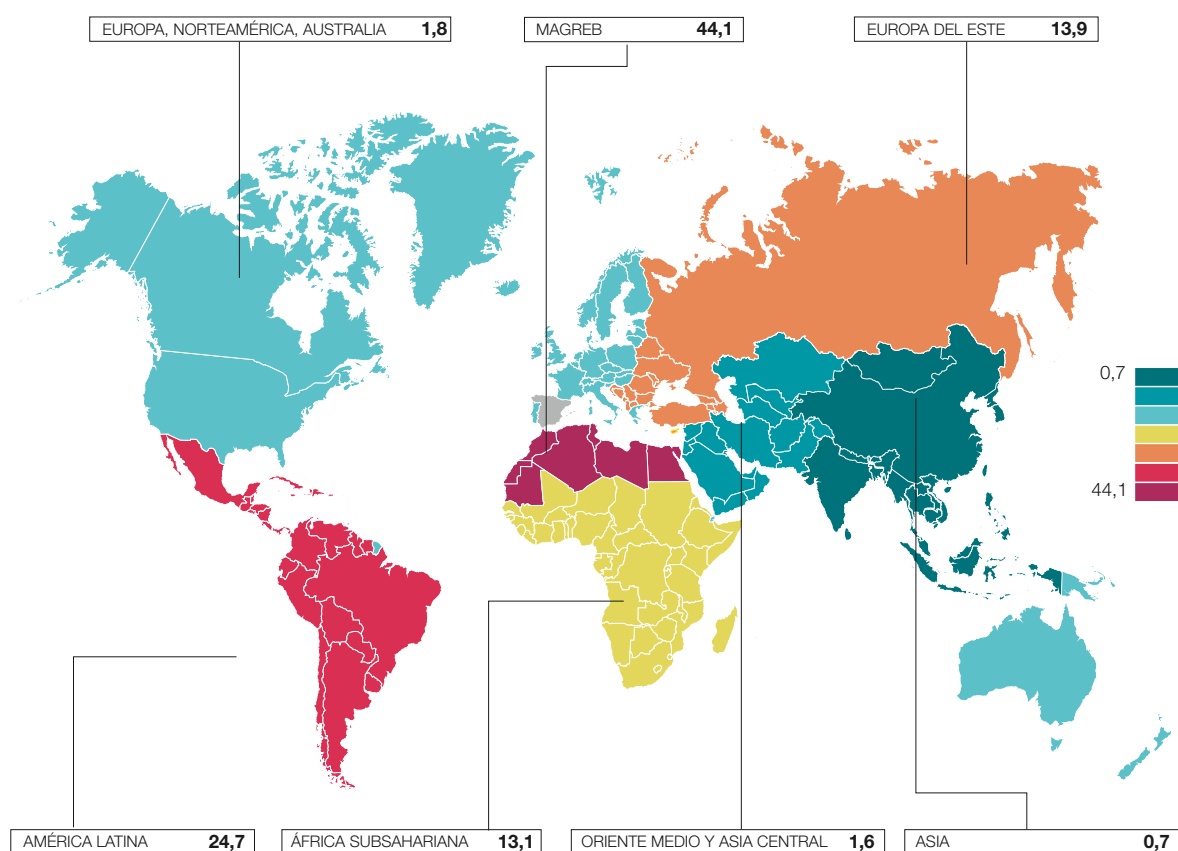 EUROPA, NORTEAMÉRICA, AUSTRALIA 1,8
MAGREB 44,1
EUROPA DEL ESTE 13,9
0,7
44,1
AMÉRICA LATINA 24,7
ÁFRICA SUBSAHARIANA 13,1
ORIENTE MEDIO Y ASIA CENTRAL 1,6
ASIA 0,7